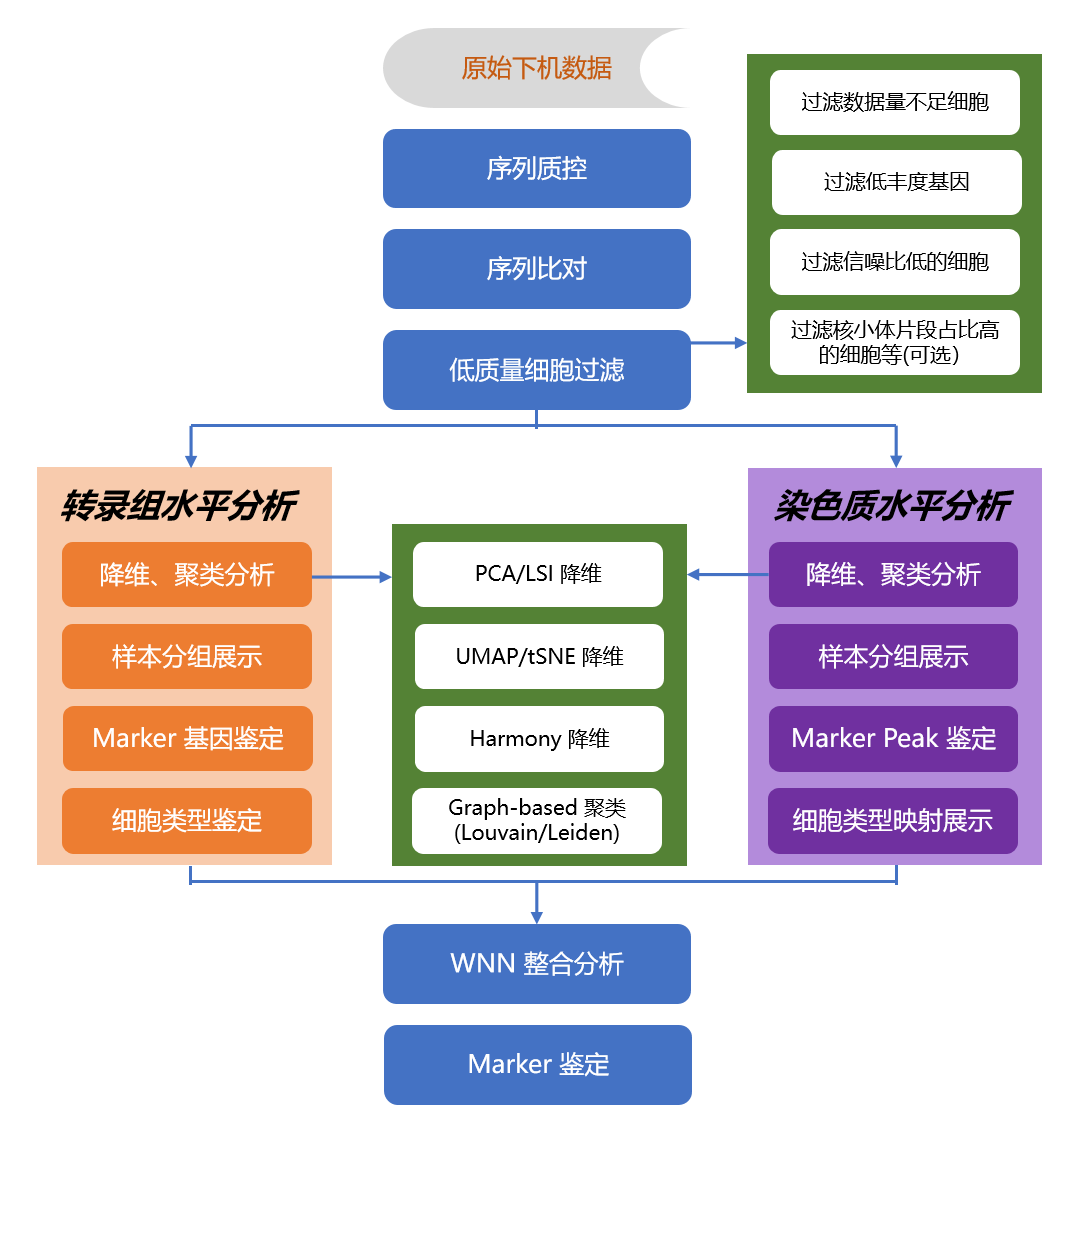 原始下机数据
序列质控
序列比对
低质量细胞过滤
过滤数据量不足细胞
过滤低丰度基因
过滤信噪比低的细胞
过滤核小体片段占比高
的细胞等(可选)
转录组水平分析
降维、聚类分析
样本分组展示
Marker 基因鉴定
细胞类型鉴定
PCA/LSI 降维
UMAP/tSNE 降维
Harmony 降维
Graph-based 聚类
(Louvain/Leiden)
染色质水平分析
降维、聚类分析
样本分组展示
Marker Peak 鉴定
细胞类型映射展示
WNN 整合分析
Marker 鉴定